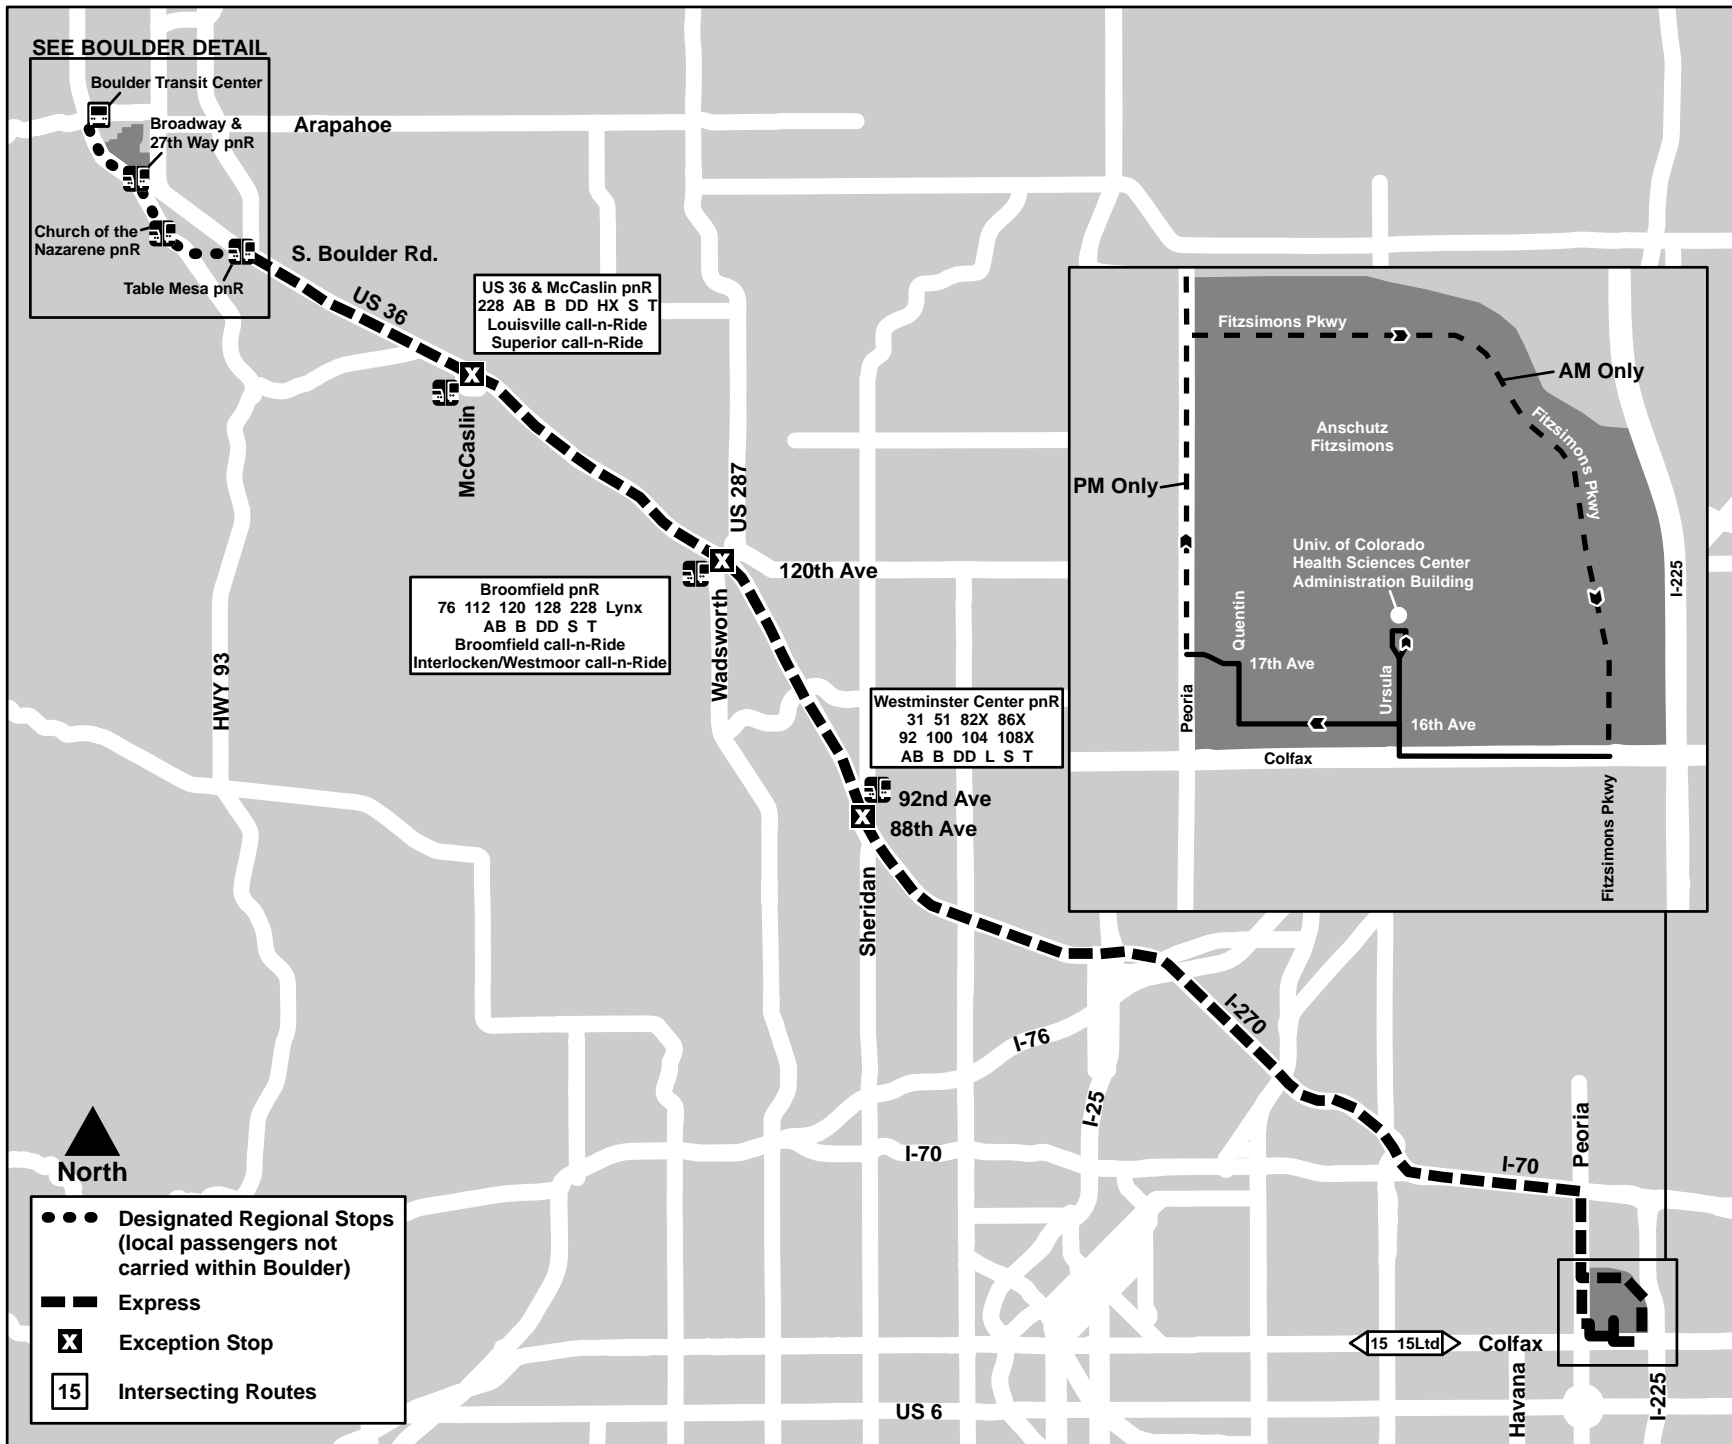 SEE BOULDER DETAIL
Boulder Transit Center
Broadway &
27th Way pnR
Church of the
Nazarene pnR
Table Mesa pnR
Arapahoe
S. Boulder Rd.
US 36
US 36 & McCaslin pnR
228 AB B DD HX S T
Louisville call-n-Ride
Superior call-n-Ride
X
McCaslin
US 287
X
120th Ave
Broomfield pnR
76 112 120 128 228 Lynx
AB B DD S T
Broomfield call-n-Ride
Interlocken/Westmoor call-n-Ride
Wadsworth
HWY 93
Westminster Center pnR
31 51 82X 86X
92 100 104 108X
AB B DD L S T
92nd Ave
X
88th Ave
Sheridan
Fitzsimons Pkwy
AM Only
Fitzsimons Pkwy
Anschutz
Fitzsimons
PM Only
Univ. of Colorado
Health Sciences Center
Administration Building
I-225
Quentin
17th Ave
Ursula
Peoria
16th Ave
Colfax
Fitzsimons Pkwy
I-270
I-76
I-25
I-70
I-70
Peoria
15 15Ltd
Colfax
Havana
I-225
US 6
North
Designated Regional Stops
(local passengers not
carried within Boulder)
Express
X Exception Stop
15 Intersecting Routes